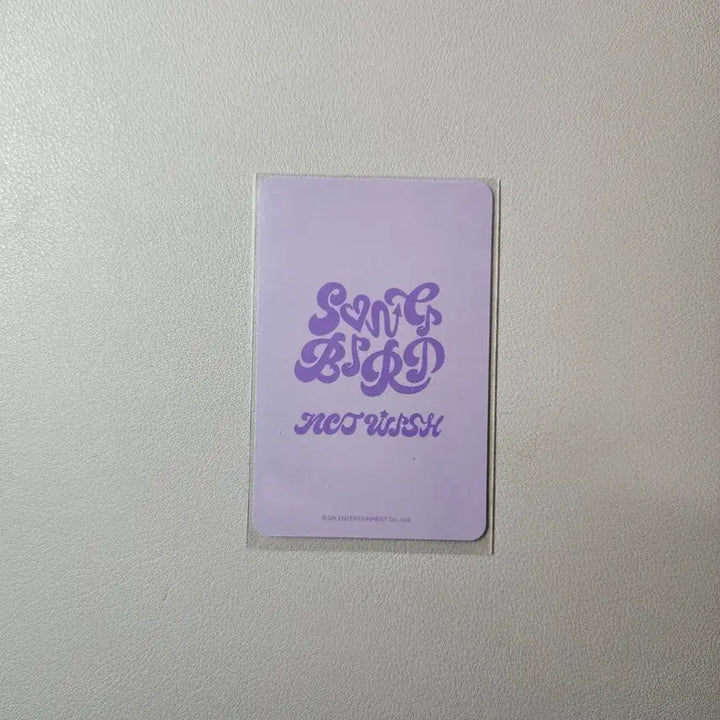 SONG
BIRD
NCT WISH
© SM ENTERTAINMENT Co., Ltd.